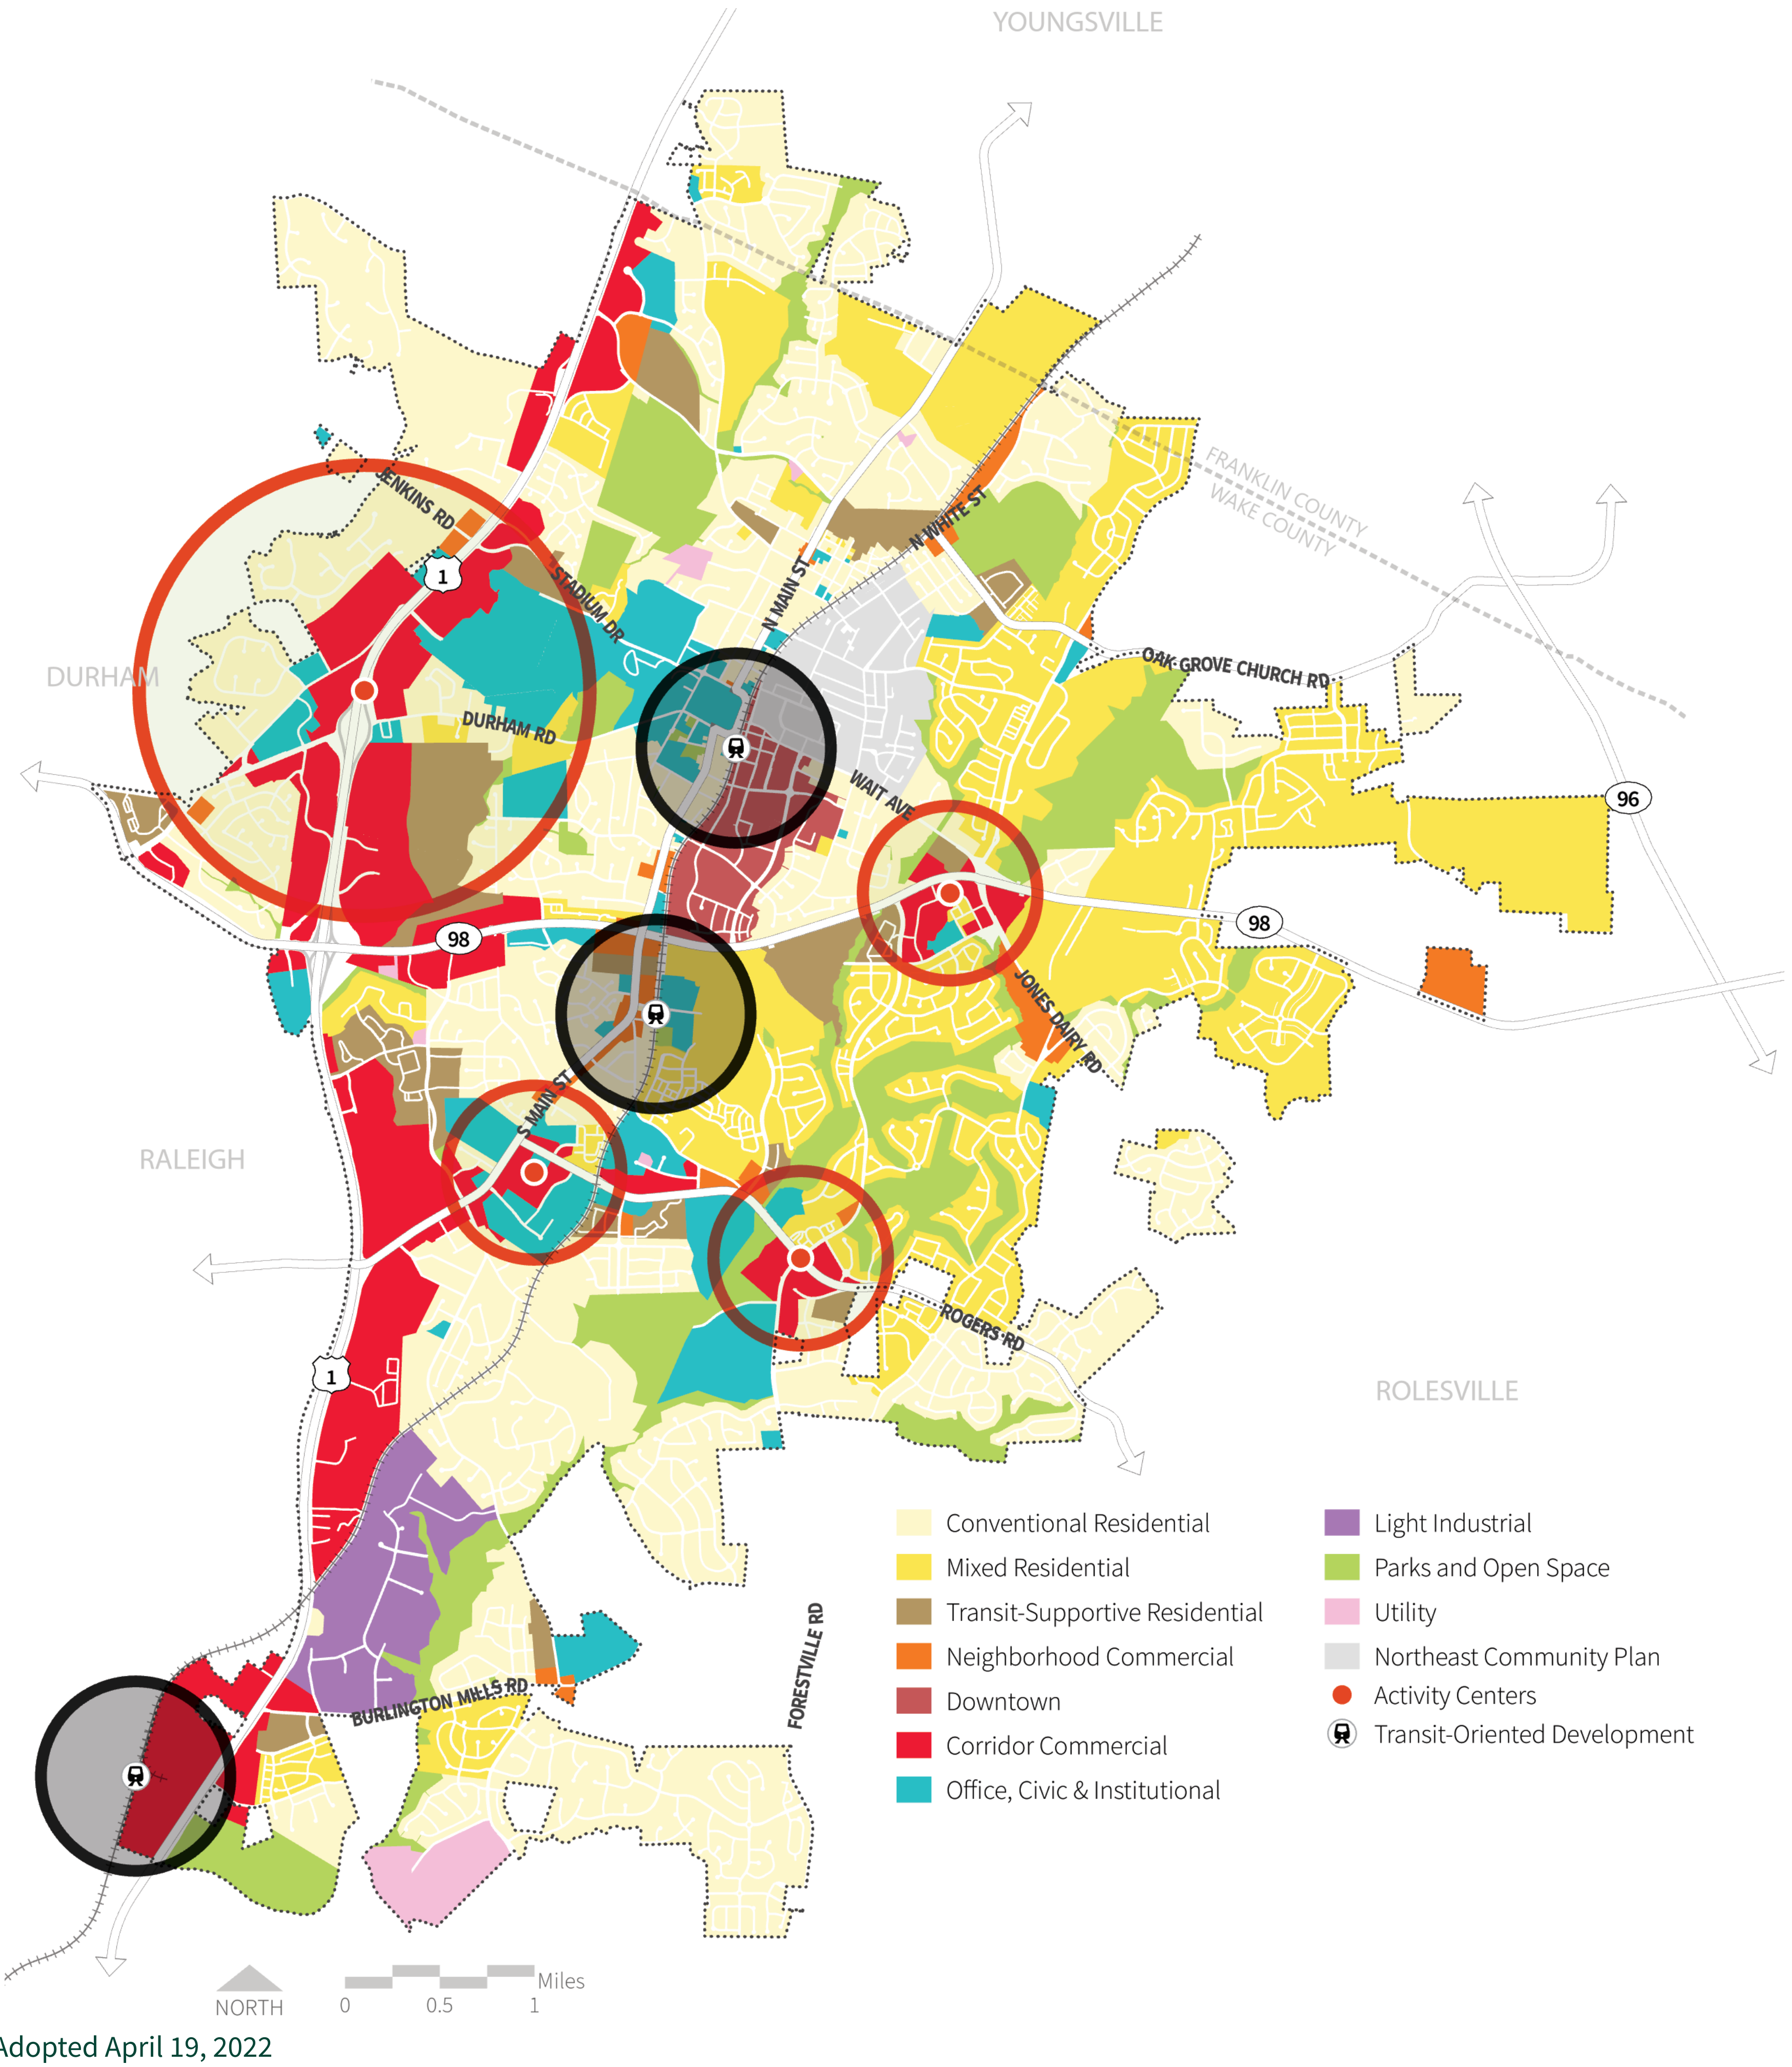 YOUNGSVILLE
FRANKLIN COUNTY
WAKE COUNTY
JENKINS RD
1
STADIUM DR
N MAIN ST
N WHITE ST
OAK GROVE CHURCH RD
DURHAM
DURHAM RD
WAIT AVE
96
98
98
JONES DAIRY RD
S MAIN ST
RALEIGH
ROGERS RD
1
ROLESVILLE
BURLINGTON MILLS RD
FORESTVILLE RD
Conventional Residential
Mixed Residential
Transit-Supportive Residential
Neighborhood Commercial
Downtown
Corridor Commercial
Office, Civic & Institutional
Light Industrial
Parks and Open Space
Utility
Northeast Community Plan
Activity Centers
Transit-Oriented Development
NORTH
Miles
0 0.5 1
Adopted April 19, 2022